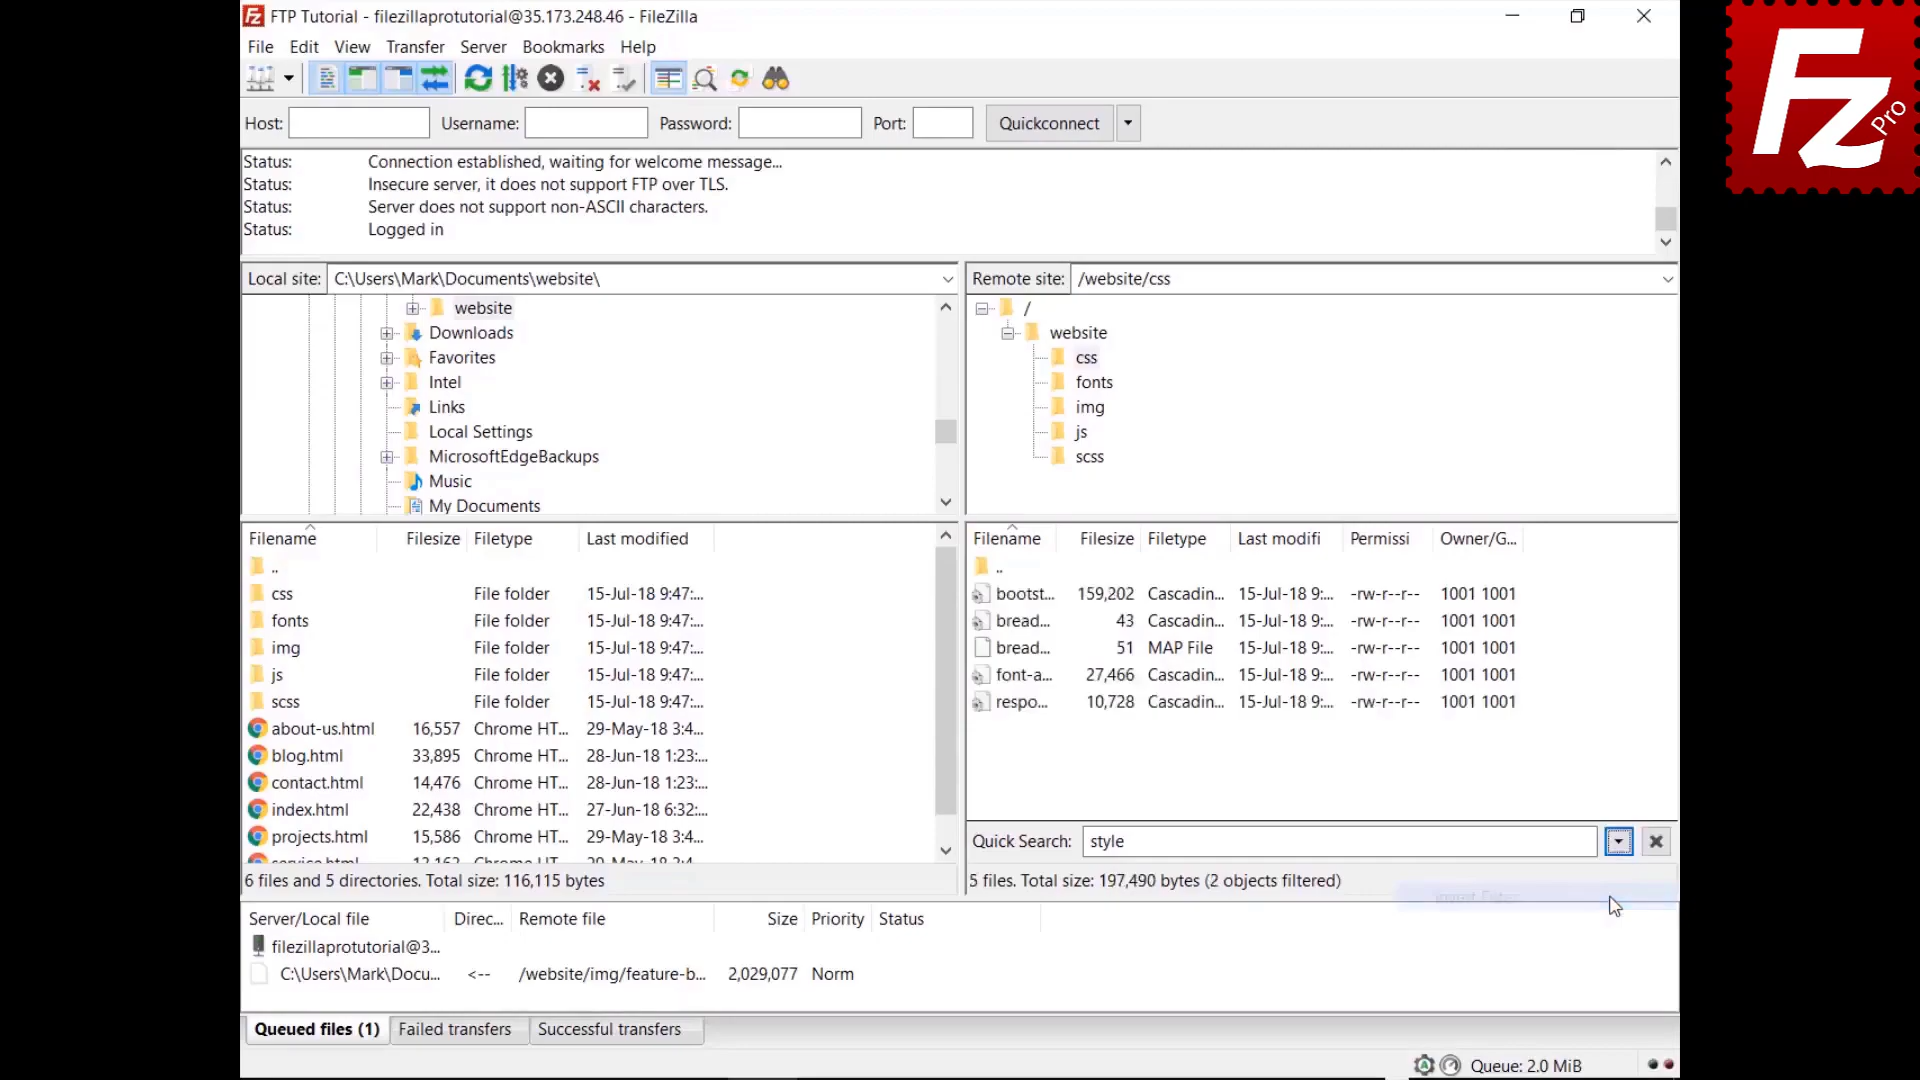 FTP Tutorial - filezillaprotutorial@35.173.248.46 - FileZilla
File Edit View Transfer Server Bookmarks Help
Host: Username: Password: Port: Quickconnect
Status: Connection established, waiting for welcome message...
Status: Insecure server, it does not support FTP over TLS.
Status: Server does not support non-ASCII characters.
Status: Logged in
Local site: C:\Users\Mark\Documents\website\
website
Downloads
Favorites
Intel
Links
Local Settings
MicrosoftEdgeBackups
Music
My Documents
Remote site: /website/css
/
website
css
fonts
img
js
scss
Filename Filesize Filetype Last modified
..
css File folder 15-Jul-18 9:47:...
fonts File folder 15-Jul-18 9:47:...
img File folder 15-Jul-18 9:47:...
js File folder 15-Jul-18 9:47:...
scss File folder 15-Jul-18 9:47:...
about-us.html 16,557 Chrome HT... 29-May-18 3:4...
blog.html 33,895 Chrome HT... 28-Jun-18 1:23:...
contact.html 14,476 Chrome HT... 28-Jun-18 1:23:...
index.html 22,438 Chrome HT... 27-Jun-18 6:32:...
projects.html 15,586 Chrome HT... 29-May-18 3:4...
6 files and 5 directories. Total size: 116,115 bytes
Filename Filesize Filetype Last modifi Permissi Owner/G...
..
bootst... 159,202 Cascadin... 15-Jul-18 9:... -rw-r--r-- 1001 1001
bread... 43 Cascadin... 15-Jul-18 9:... -rw-r--r-- 1001 1001
bread... 51 MAP File 15-Jul-18 9:... -rw-r--r-- 1001 1001
font-a... 27,466 Cascadin... 15-Jul-18 9:... -rw-r--r-- 1001 1001
respo... 10,728 Cascadin... 15-Jul-18 9:... -rw-r--r-- 1001 1001
Quick Search: style
5 files. Total size: 197,490 bytes (2 objects filtered)
Server/Local file Direc... Remote file Size Priority Status
filezillaprotutorial@3...
C:\Users\Mark\Docu... <-- /website/img/feature-b... 2,029,077 Norm
Queued files (1) Failed transfers Successful transfers
Queue: 2.0 MiB
Fz Pro